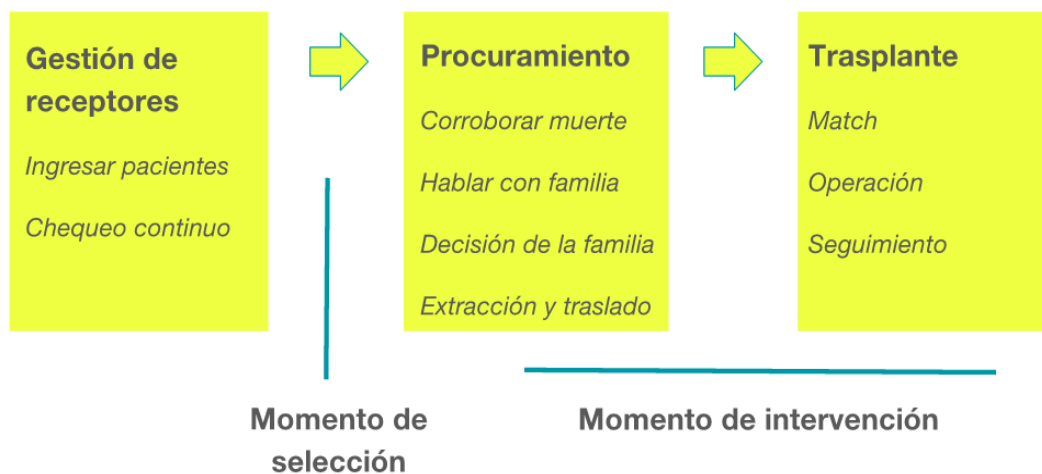 Gestión de
receptores
Ingresar pacientes
Chequeo continuo
Procuramiento
Corroborar muerte
Hablar con familia
Decisión de la familia
Extracción y traslado
Trasplante
Match
Operación
Seguimiento
Momento de
selección
Momento de intervención